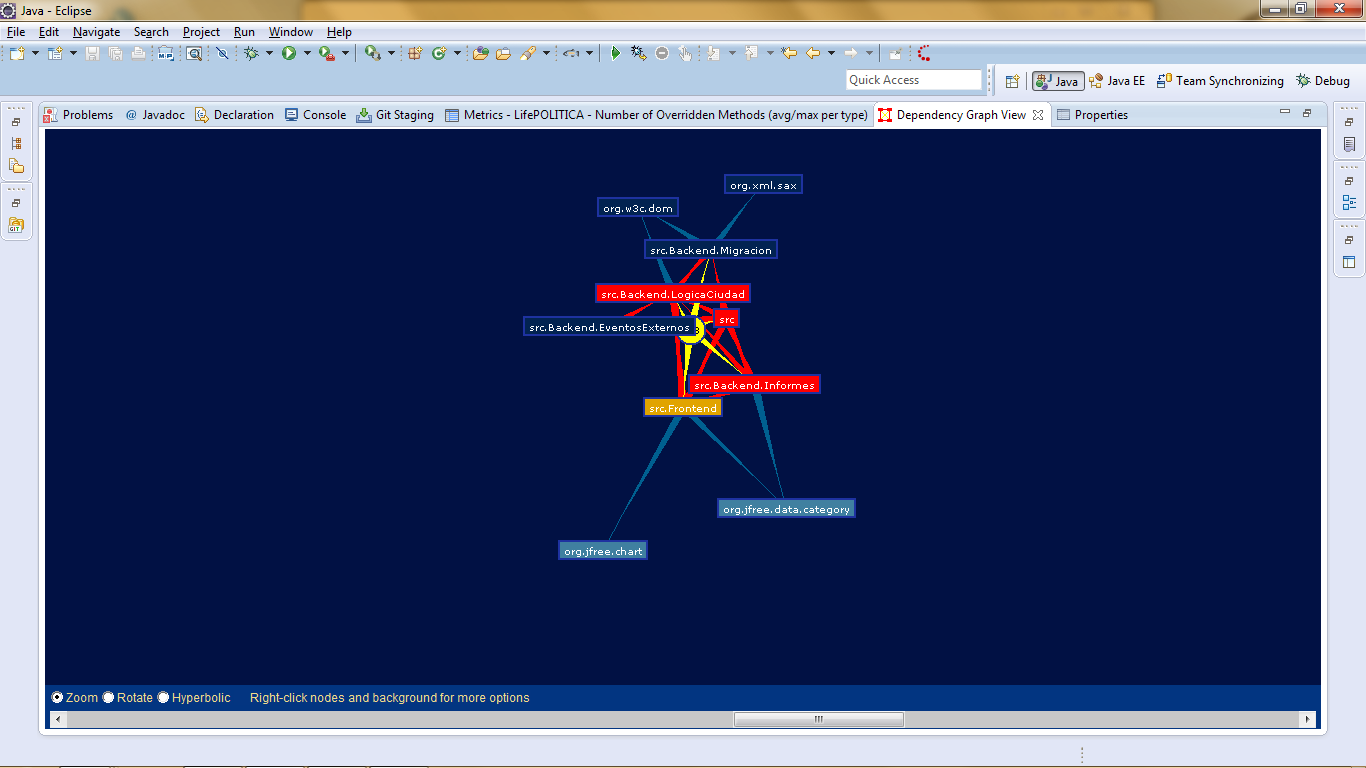 Java - Eclipse
File Edit Navigate Search Project Run Window Help
Quick Access
Java Java EE Team Synchronizing Debug
Problems @ Javadoc Declaration Console Git Staging Metrics - LifePOLITICA - Number of Overridden Methods (avg/max per type) Dependency Graph View Properties
org.xml.sax
org.w3c.dom
src.Backend.Migracion
src.Backend.LogicaCiudad
src
src.Backend.EventosExternos
src.Backend.Informes
src.Frontend
org.jfree.data.category
org.jfree.chart
Zoom Rotate Hyperbolic Right-click nodes and background for more options